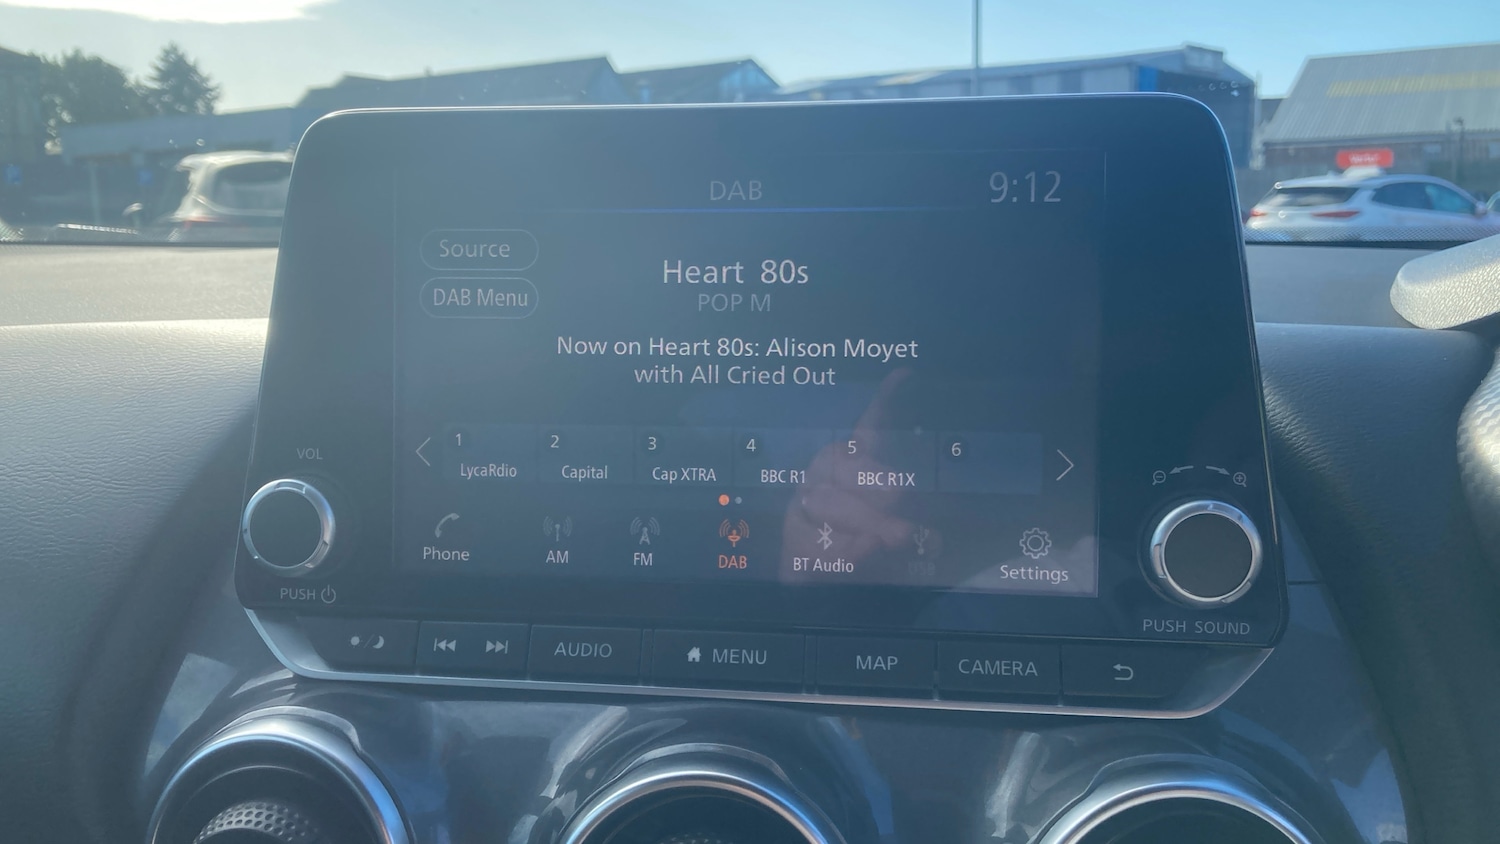 DAB
9:12
Source
DAB Menu
Heart 80s
POP M
Now on Heart 80s: Alison Moyet
with All Cried Out
1
LycaRdio
2
Capital
3
Cap XTRA
4
BBC R1
5
BBC R1X
6
Phone
AM
FM
DAB
BT Audio
USB
Settings
VOL
PUSH
PUSH SOUND
AUDIO
MENU
MAP
CAMERA